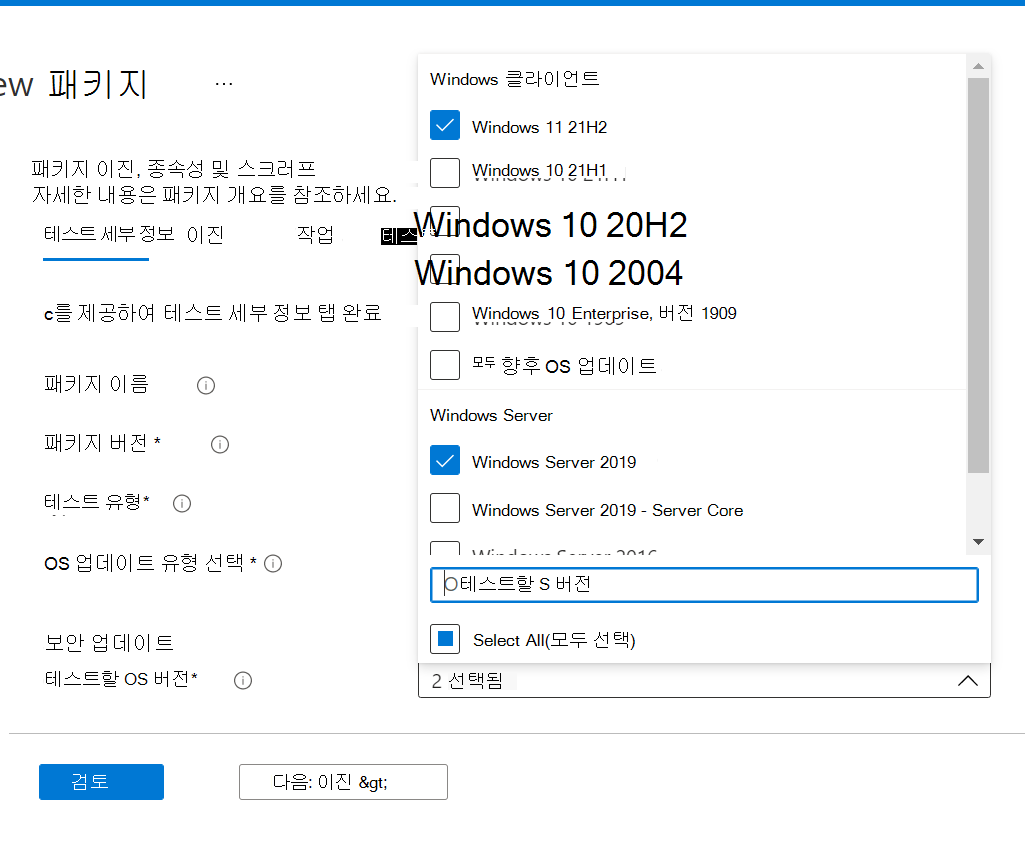 ew 패키지 ...
패키지 이진, 종속성 및 스크러프
자세한 내용은 패키지 개요를 참조하세요.
테스트 세부 정보 이진 작업 테스
c를 제공하여 테스트 세부 정보 탭 완료
패키지 이름
패키지 버전 *
테스트 유형*
OS 업데이트 유형 선택 *
보안 업데이트
테스트할 OS 버전*
Windows 클라이언트
Windows 11 21H2
Windows 10 21H1
Windows 10 20H2
Windows 10 2004
Windows 10 Enterprise, 버전 1909
모두 향후 OS 업데이트
Windows Server
Windows Server 2019
Windows Server 2019 - Server Core
Windows Server 2016
O테스트할 S 버전
Select All(모두 선택)
2 선택됨
검토
다음: 이진 &gt;